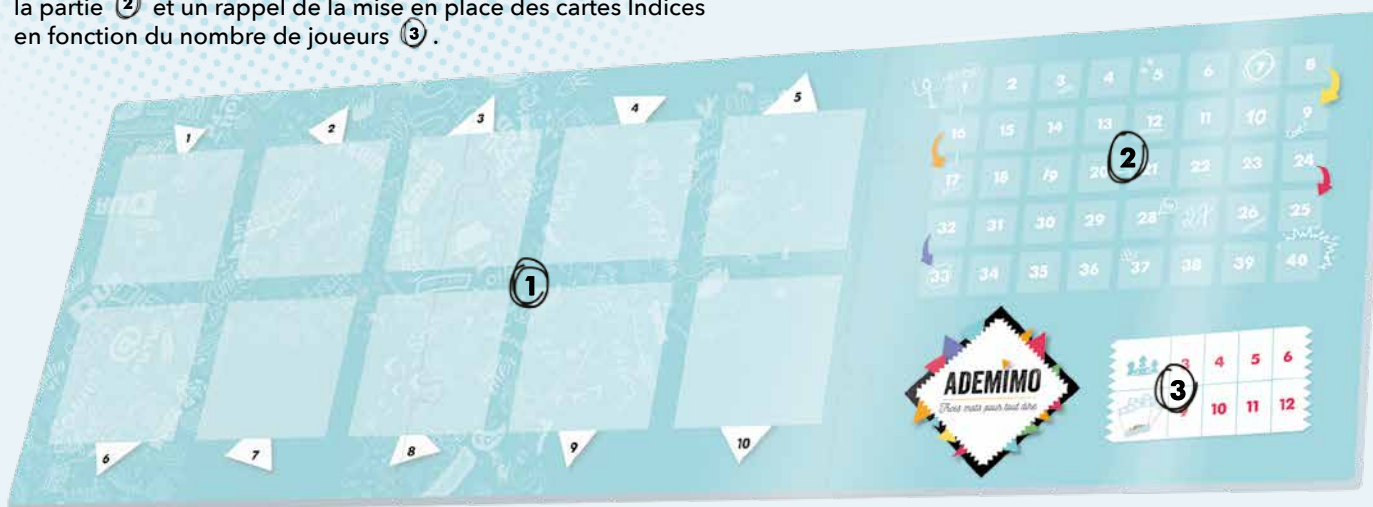 la partie ② et un rappel de la mise en place des cartes Indices
en fonction du nombre de joueurs ③ .
1 2 3 4 5
1
6 7 8 9 10
1 2 3 4 5 6 7 8
16 15 14 13 12 11 10 9
17 18 19 20 21 22 23 24
2
32 31 30 29 28 27 26 25
33 34 35 36 37 38 39 40
ADEMIMO
Trois mots pour tout dire
3 4 5 6
3
10 11 12